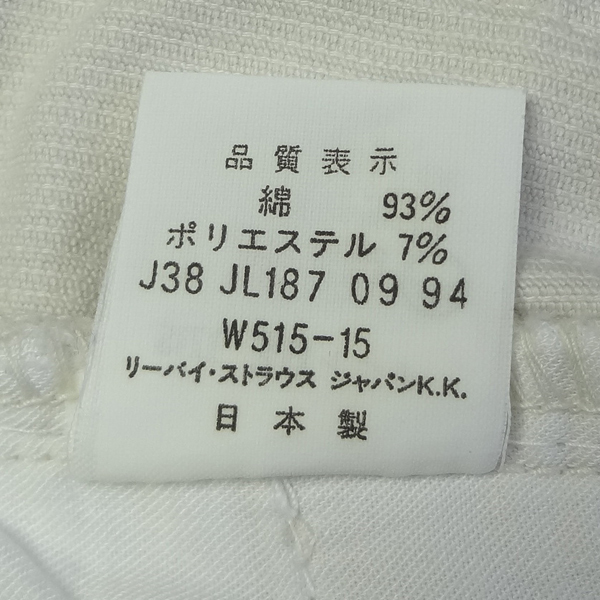 品質表示
綿 93%
ポリエステル 7%
J38 JL187 09 94
W515-15
リーバイ・ストラウス ジャパンK.K.
日本製